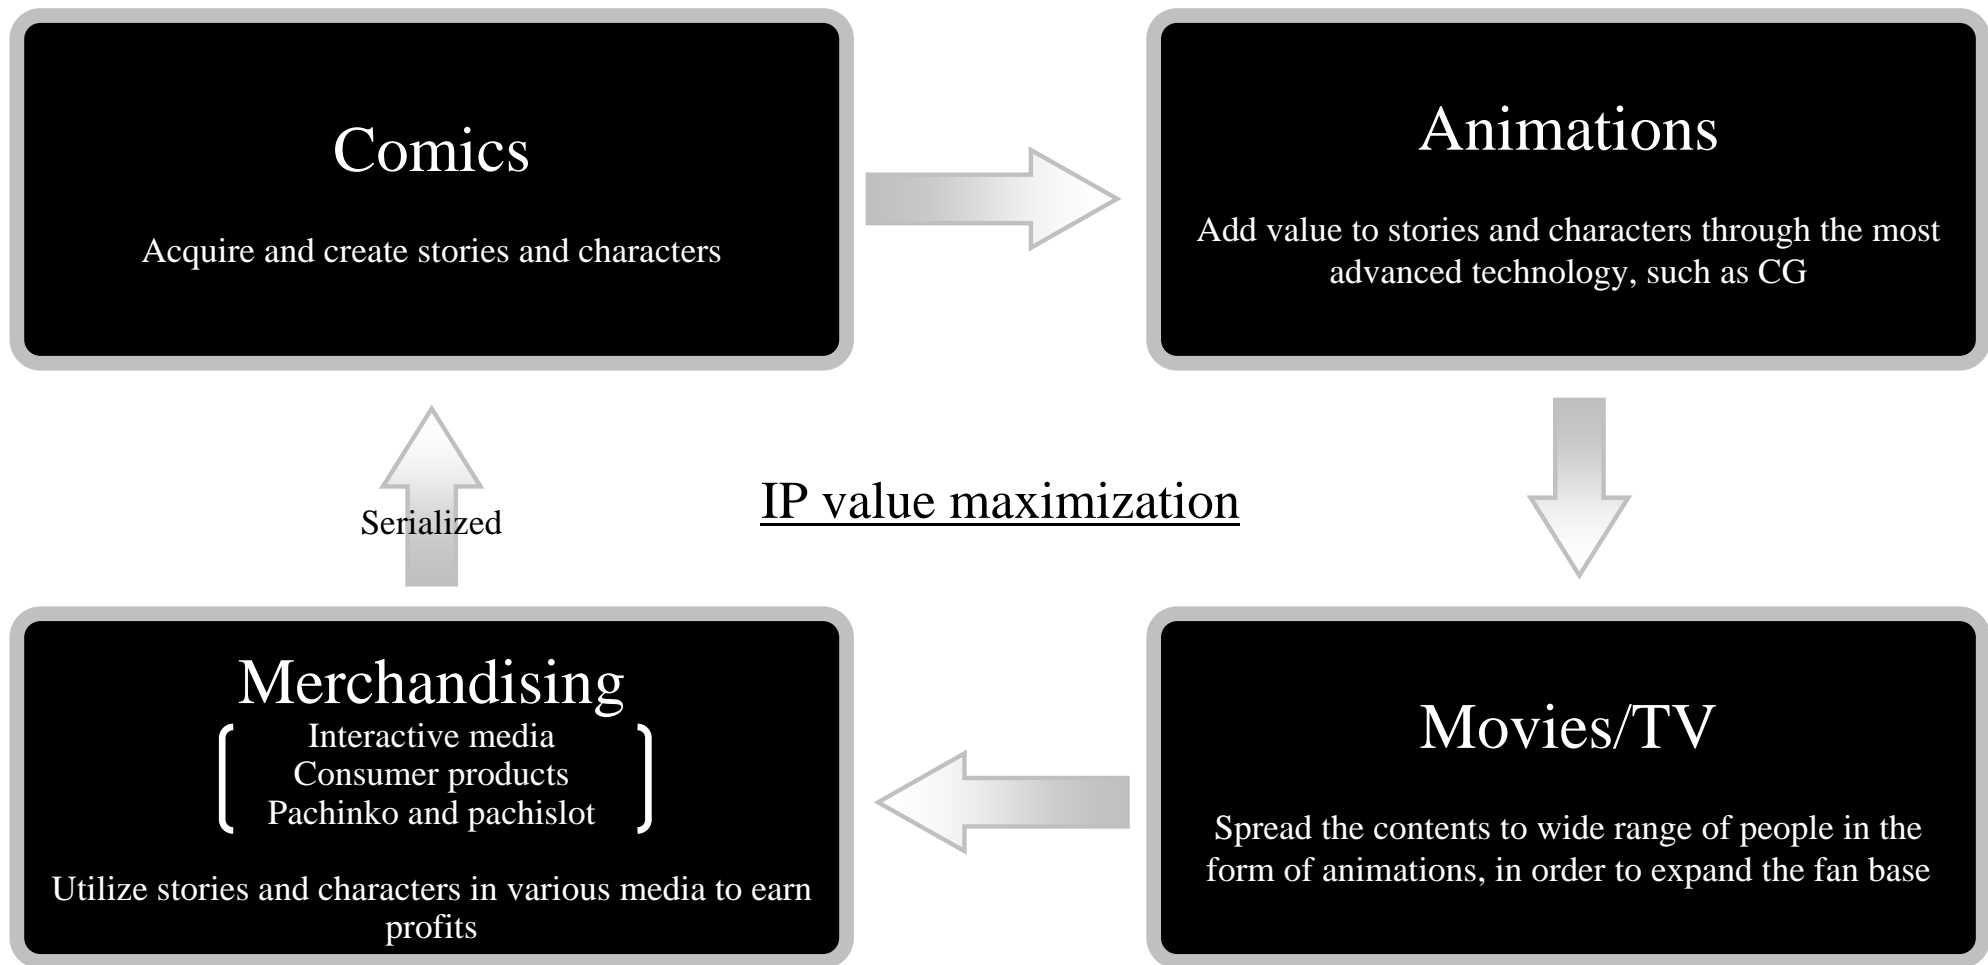 Comics
Acquire and create stories and characters
Animations
Add value to stories and characters through the most
advanced technology, such as CG
Serialized
IP value maximization
Merchandising
Interactive media
Consumer products
Pachinko and pachislot
Utilize stories and characters in various media to earn
profits
Movies/TV
Spread the contents to wide range of people in the
form of animations, in order to expand the fan base